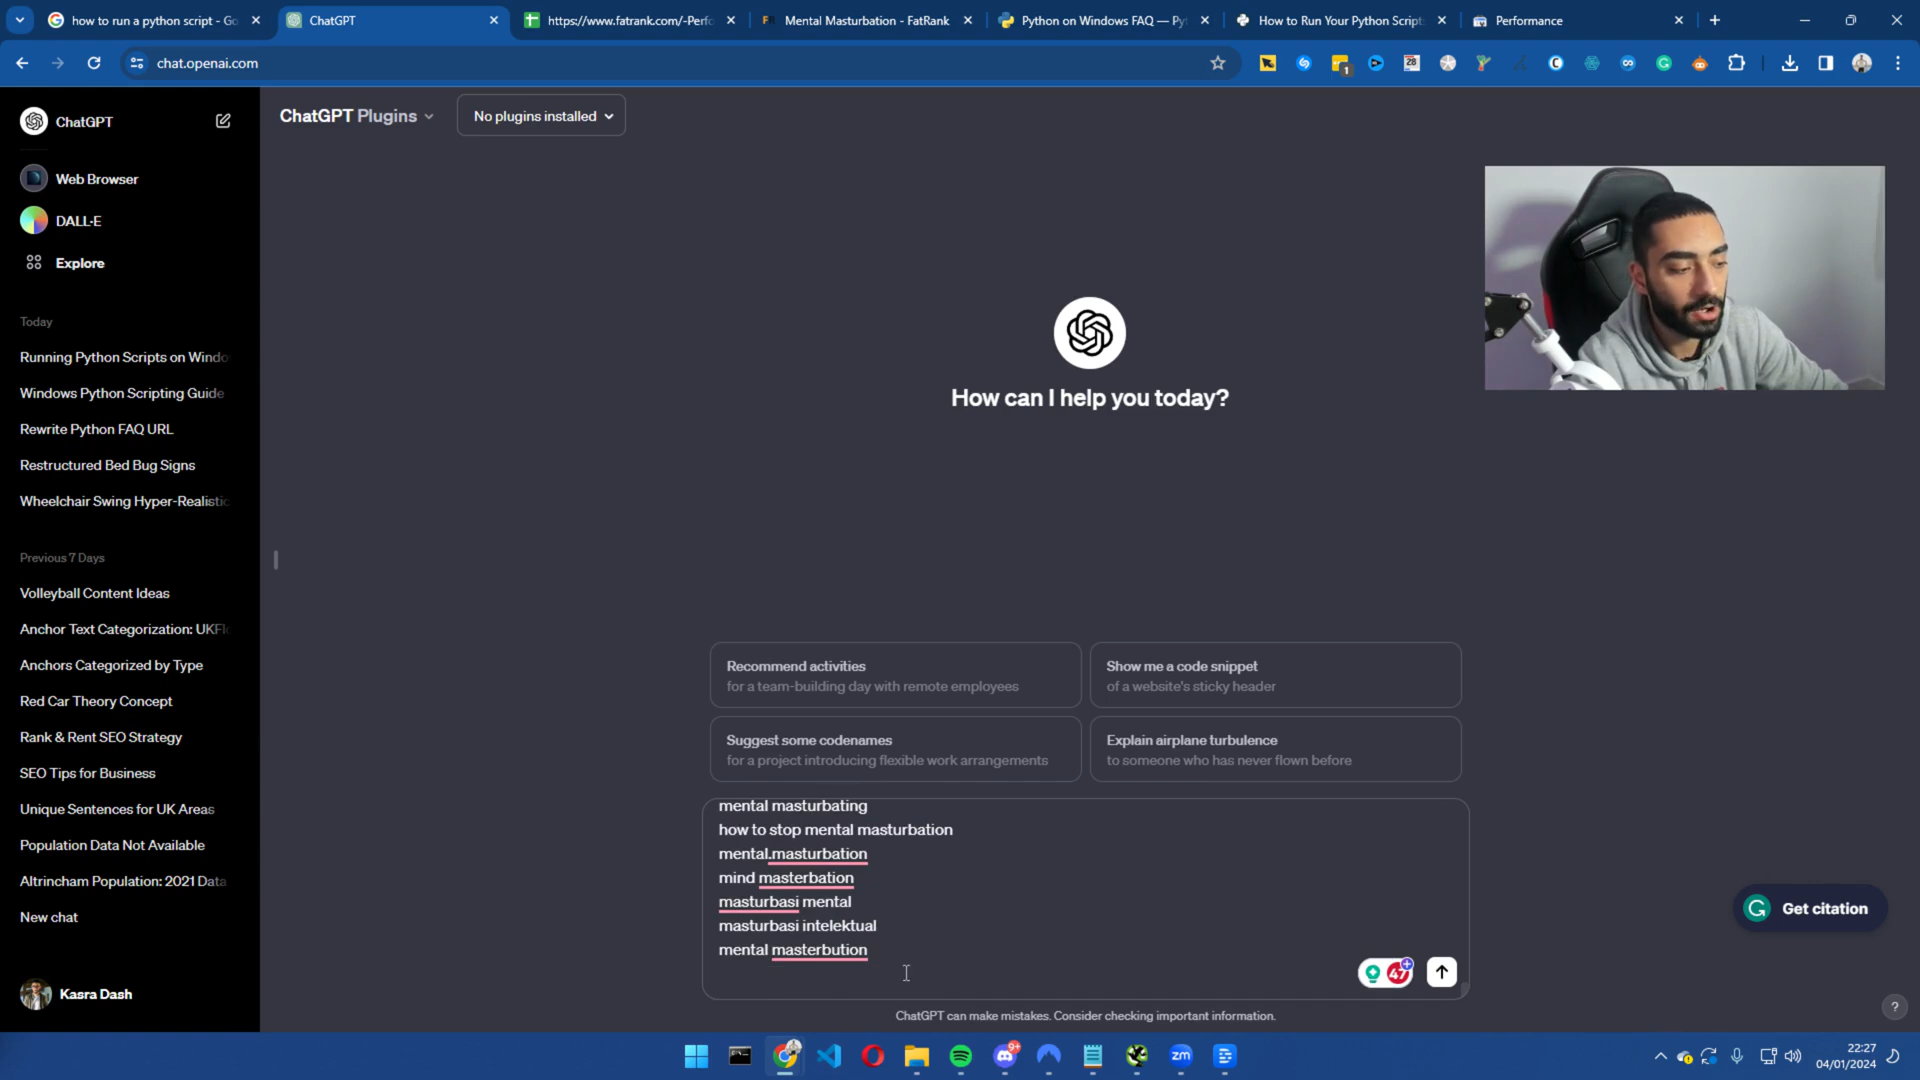 how to run a python script - Go
ChatGPT
https://www.fatrank.com/-Perfo
Mental Masturbation - FatRank
Python on Windows FAQ — Py
How to Run Your Python Scripts
Performance
chat.openai.com
1
28
ChatGPT
Web Browser
DALL·E
Explore
Today
Running Python Scripts on Windo
Windows Python Scripting Guide
Rewrite Python FAQ URL
Restructured Bed Bug Signs
Wheelchair Swing Hyper-Realistic
Previous 7 Days
Volleyball Content Ideas
Anchor Text Categorization: UKFl
Anchors Categorized by Type
Red Car Theory Concept
Rank & Rent SEO Strategy
SEO Tips for Business
Unique Sentences for UK Areas
Population Data Not Available
Altrincham Population: 2021 Data
New chat
Kasra Dash
ChatGPT Plugins
No plugins installed
How can I help you today?
Recommend activities
for a team-building day with remote employees
Show me a code snippet
of a website's sticky header
Suggest some codenames
for a project introducing flexible work arrangements
Explain airplane turbulence
to someone who has never flown before
mental masturbating
how to stop mental masturbation
mental.masturbation
mind masterbation
masturbasi mental
masturbasi intelektual
mental masterbution
47
Get citation
ChatGPT can make mistakes. Consider checking important information.
?
9+
zm
22:27
04/01/2024